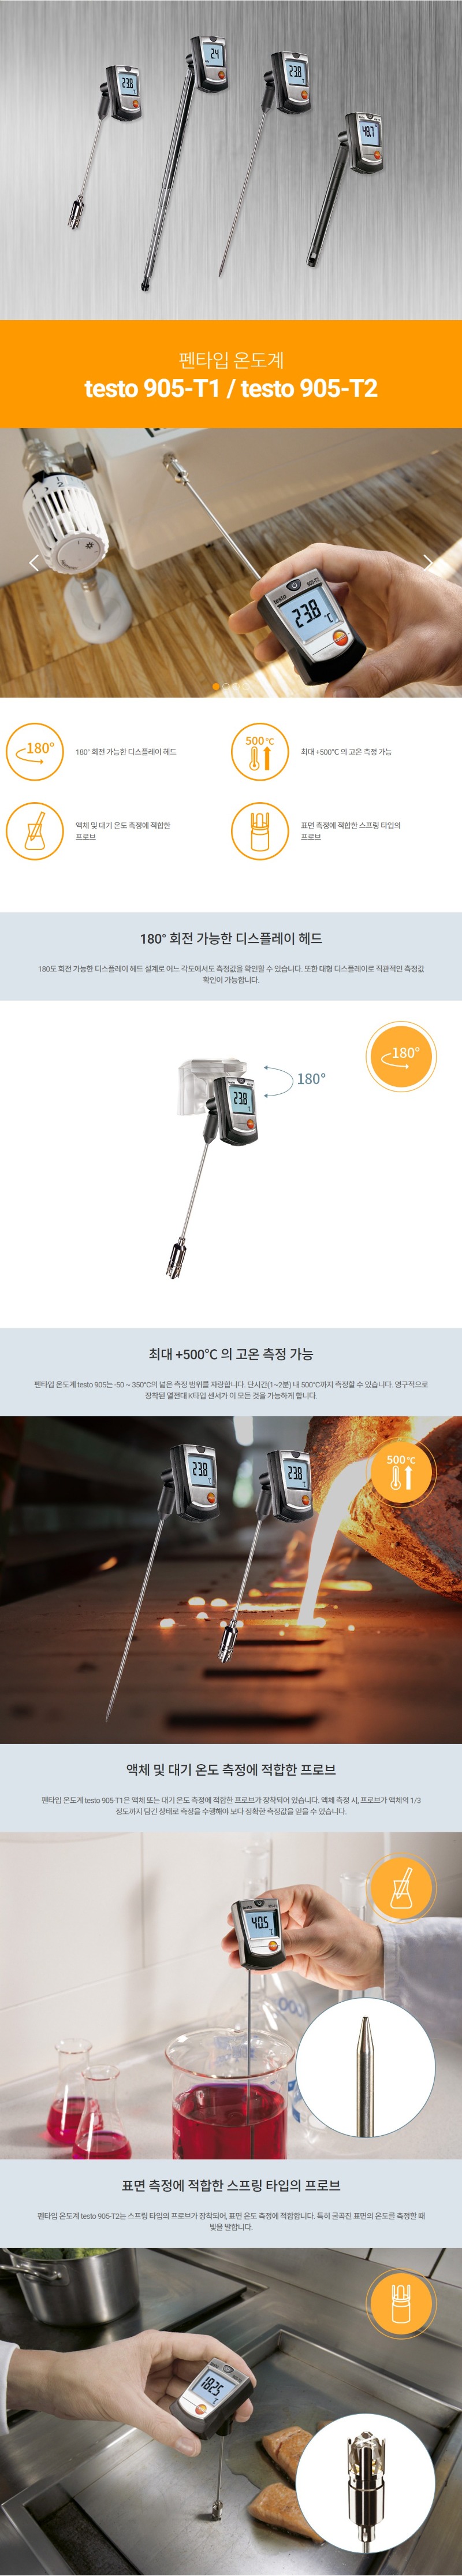 23.8
24
23.8
48.7
펜타입 온도계
testo 905-T1 / testo 905-T2
testo 905-T2
23.8 °C
180°
180° 회전 가능한 디스플레이 헤드
500°C
최대 +500°C 의 고온 측정 가능
액체 및 대기 온도 측정에 적합한
프로브
표면 측정에 적합한 스프링 타입의
프로브
180° 회전 가능한 디스플레이 헤드
180도 회전 가능한 디스플레이 헤드 설계로 어느 각도에서도 측정값을 확인할 수 있습니다. 또한 대형 디스플레이로 직관적인 측정값
확인이 가능합니다.
180°
180°
23.8
최대 +500°C 의 고온 측정 가능
펜타입 온도계 testo 905는 -50 ~ 350°C의 넓은 측정 범위를 자랑합니다. 단시간(1~2분) 내 500°C까지 측정할 수 있습니다. 영구적으로
장착된 열전대 K타입 센서가 이 모든 것을 가능하게 합니다.
500°C
23.8
23.8
액체 및 대기 온도 측정에 적합한 프로브
펜타입 온도계 testo 905-T1은 액체 또는 대기 온도 측정에 적합한 프로브가 장착되어 있습니다. 액체 측정 시, 프로브가 액체의 1/3
정도까지 담긴 상태로 측정을 수행해야 보다 정확한 측정값을 얻을 수 있습니다.
40.5
표면 측정에 적합한 스프링 타입의 프로브
펜타입 온도계 testo 905-T2는 스프링 타입의 프로브가 장착되어, 표면 온도 측정에 적합합니다. 특히 굴곡진 표면의 온도를 측정할 때
빛을 발합니다.
182.5